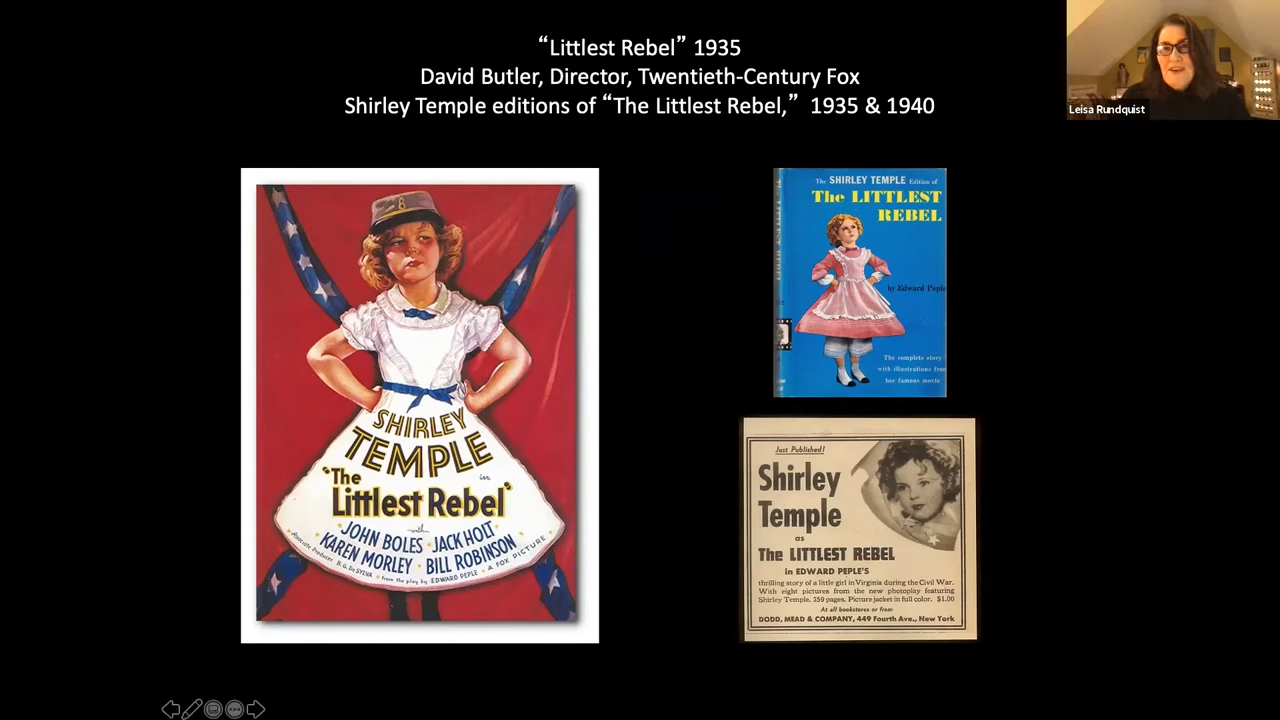 “Littlest Rebel” 1935
David Butler, Director, Twentieth-Century Fox
Shirley Temple editions of “The Littlest Rebel,” 1935 & 1940
Leisa Rundquist
8
SHIRLEY
TEMPLE
in
"The
Littlest Rebel"
with
JOHN BOLES · JACK HOLT
KAREN MORLEY · BILL ROBINSON
Associate Producer B. G. DeSYLVA · from the play by EDWARD PEPLE · A FOX PICTURE
The SHIRLEY TEMPLE Edition of
The LITTLEST
REBEL
by Edward Peple
The complete story
with illustrations from
her famous movie
Just Published!
Shirley
Temple
as
The LITTLEST REBEL
in EDWARD PEPLE'S
thrilling story of a little girl in Virginia during the Civil War.
With eight pictures from the new photoplay featuring
Shirley Temple. 259 pages. Picture jacket in full color. $1.00
At all bookstores or from
DODD, MEAD & COMPANY, 449 Fourth Ave., New York